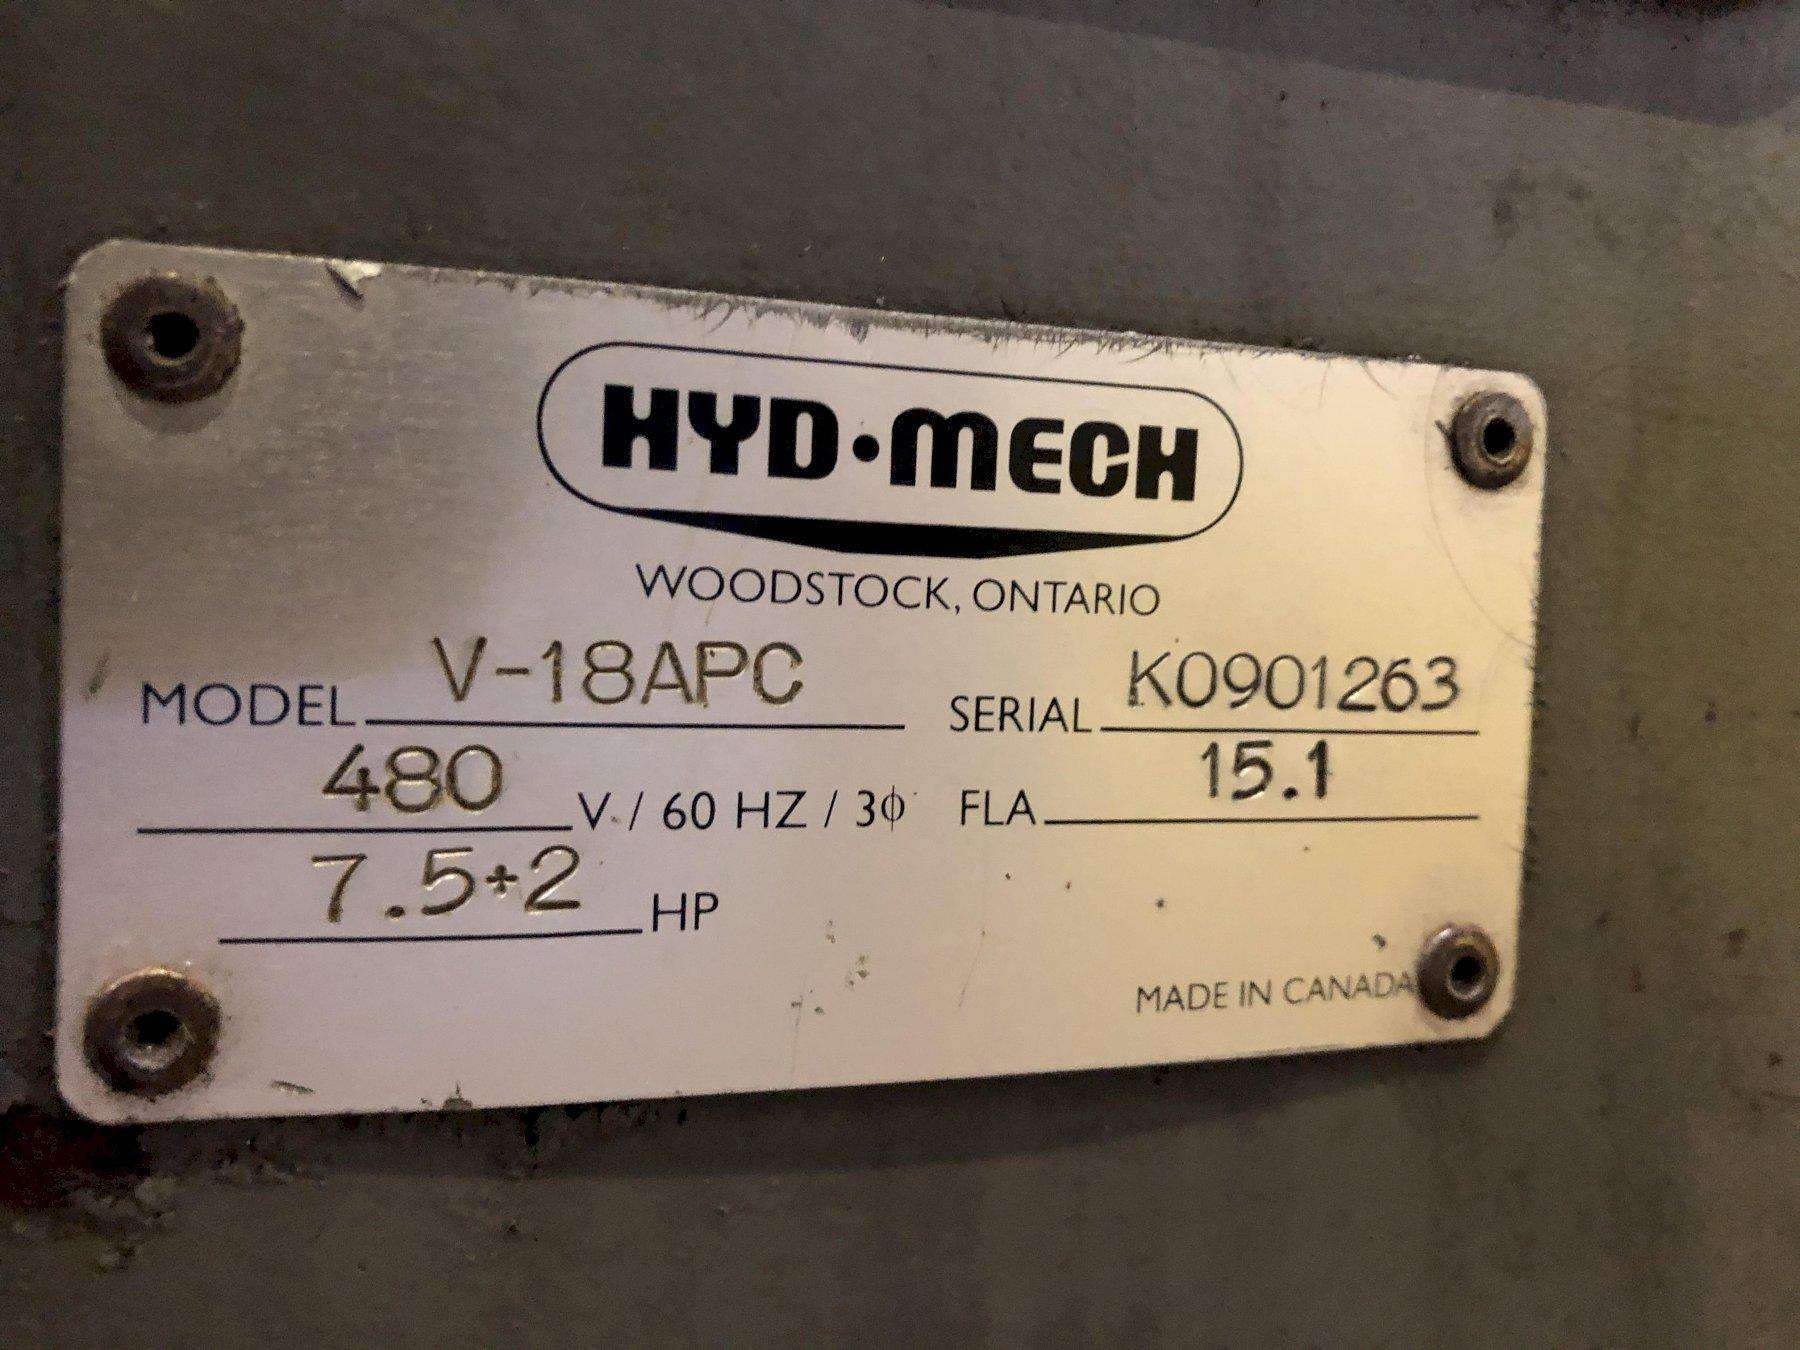 HYD·MECH
WOODSTOCK, ONTARIO
MODEL V-18APC SERIAL K0901263
480 V / 60 HZ / 3ϕ FLA 15.1
7.5+2 HP
MADE IN CANADA